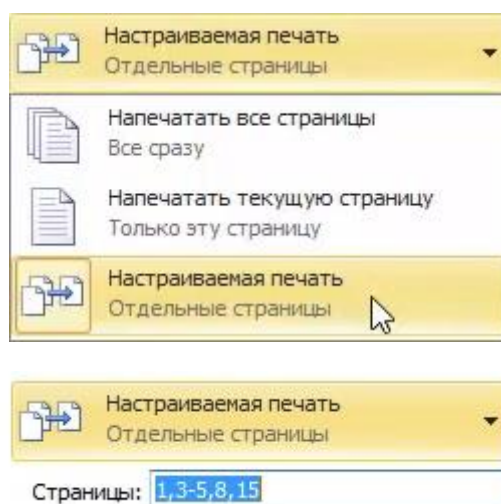 Настраиваемая печать
Отдельные страницы
Напечатать все страницы
Все сразу
Напечатать текущую страницу
Только эту страницу
Настраиваемая печать
Отдельные страницы
Настраиваемая печать
Отдельные страницы
Страницы: 1,3-5,8,15